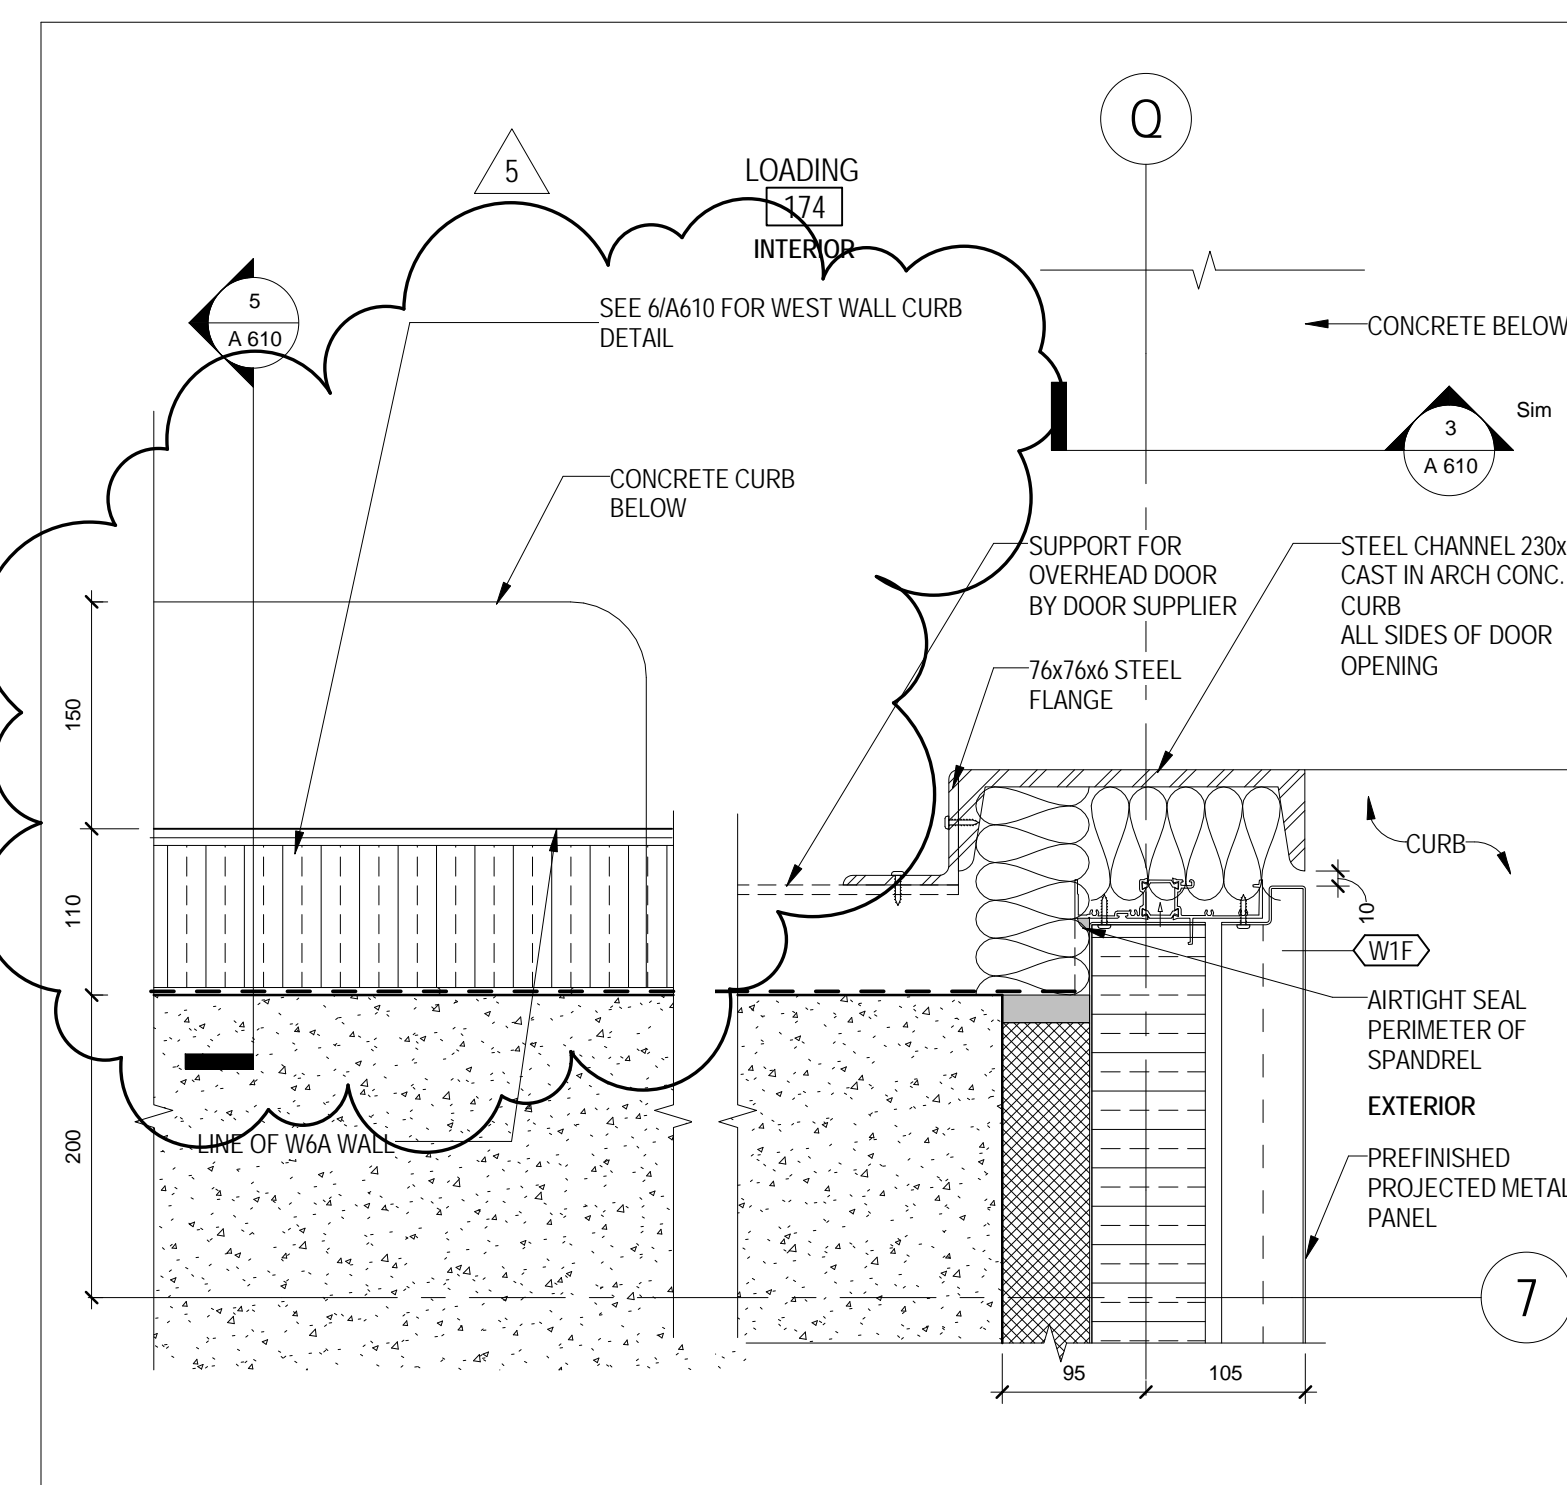 Q
5
LOADING
174
INTERIOR
5
A 610
SEE 6/A610 FOR WEST WALL CURB
DETAIL
CONCRETE BELOW
Sim
3
A 610
CONCRETE CURB
BELOW
SUPPORT FOR
OVERHEAD DOOR
BY DOOR SUPPLIER
STEEL CHANNEL 230x
CAST IN ARCH CONC.
CURB
ALL SIDES OF DOOR
OPENING
76x76x6 STEEL
FLANGE
150
CURB
110
10
W1F
AIRTIGHT SEAL
PERIMETER OF
SPANDREL
EXTERIOR
LINE OF W6A WALL
200
PREFINISHED
PROJECTED METAL
PANEL
7
95
105